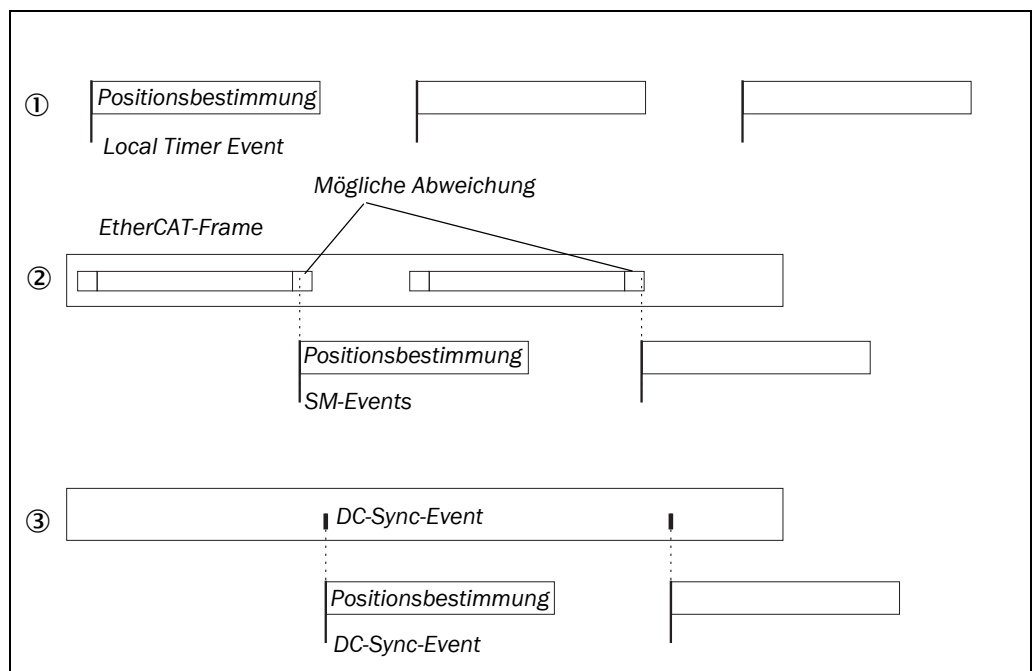 ①
Positionsbestimmung
Local Timer Event
Mögliche Abweichung
EtherCAT-Frame
②
Positionsbestimmung
SM-Events
③
DC-Sync-Event
Positionsbestimmung
DC-Sync-Event